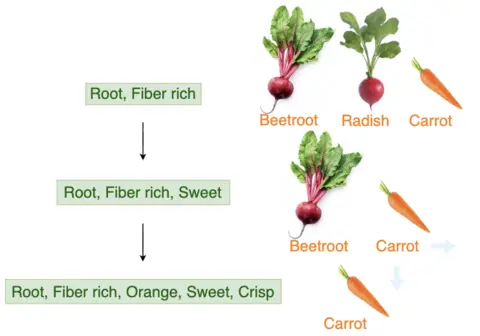 Root, Fiber rich
Beetroot Radish Carrot
Root, Fiber rich, Sweet
Beetroot Carrot
Root, Fiber rich, Orange, Sweet, Crisp
Carrot